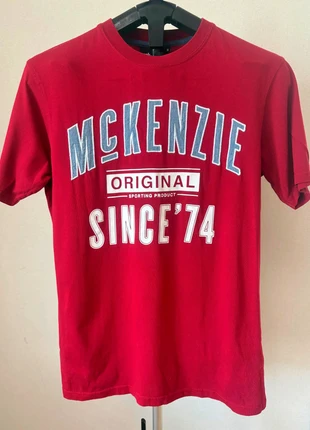 McKENZIE
ORIGINAL
SPORTING PRODUCT
SINCE'74